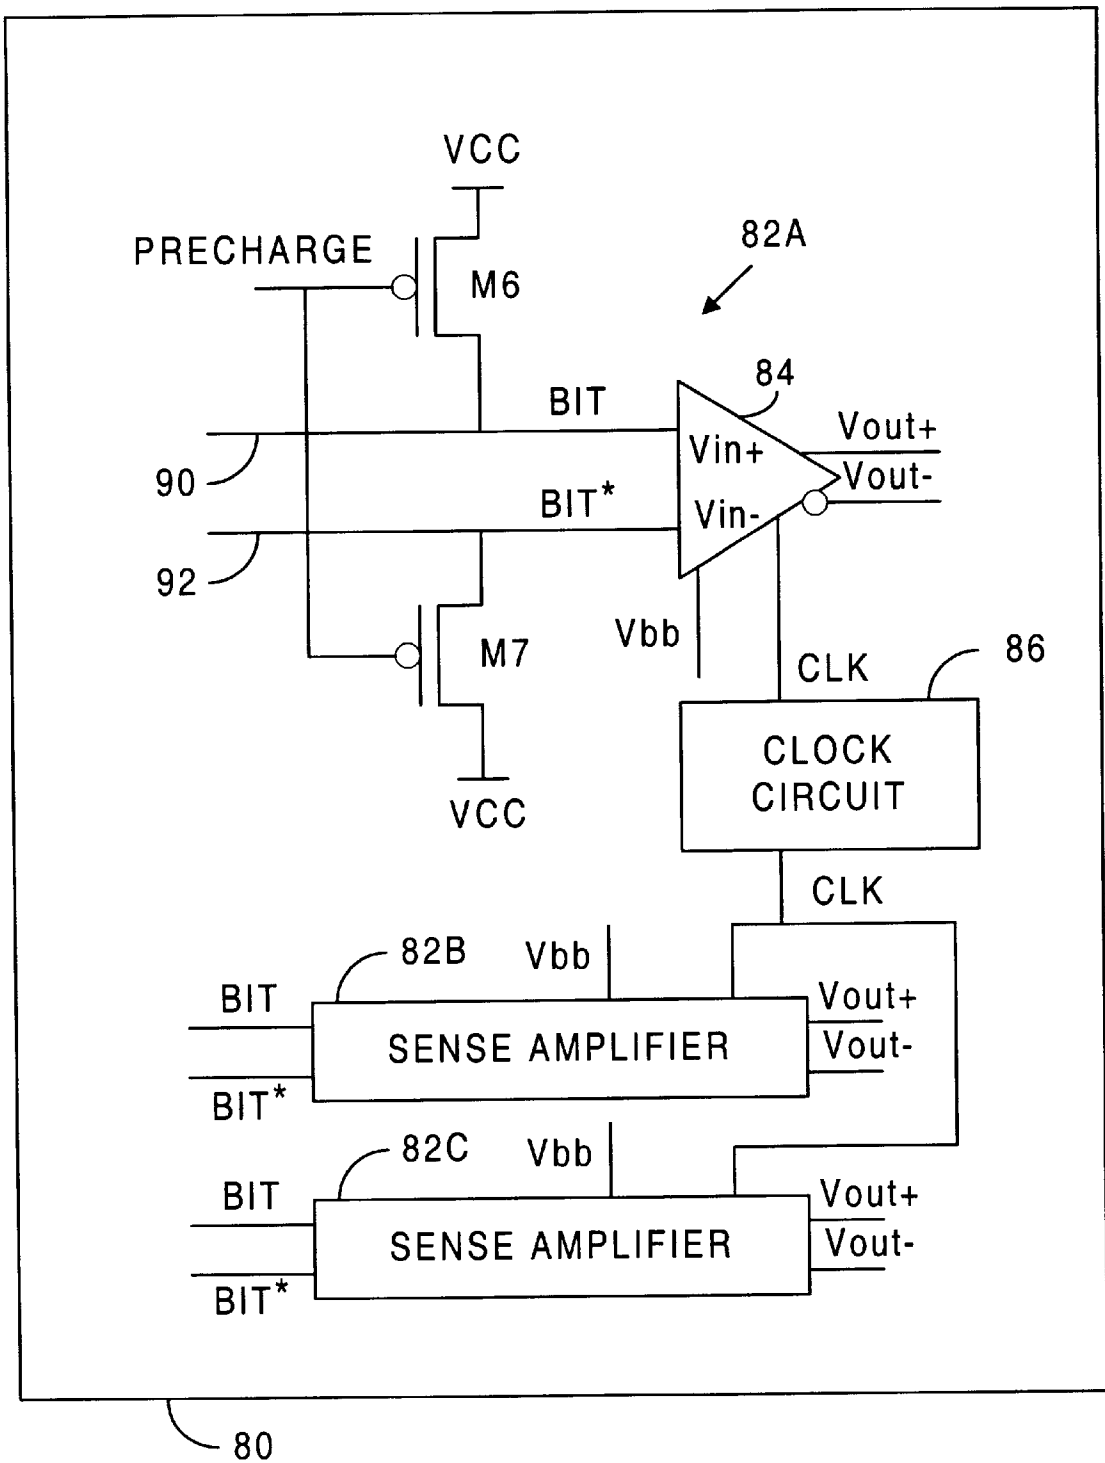 VCC
PRECHARGE
82A
M6
84
BIT
Vout+
Vin+
Vout-
90
BIT*
Vin-
92
Vbb
M7
CLK
86
CLOCK
CIRCUIT
VCC
CLK
82B
Vbb
BIT
Vout+
SENSE AMPLIFIER
Vout-
BIT*
82C
Vbb
BIT
Vout+
SENSE AMPLIFIER
Vout-
BIT*
80